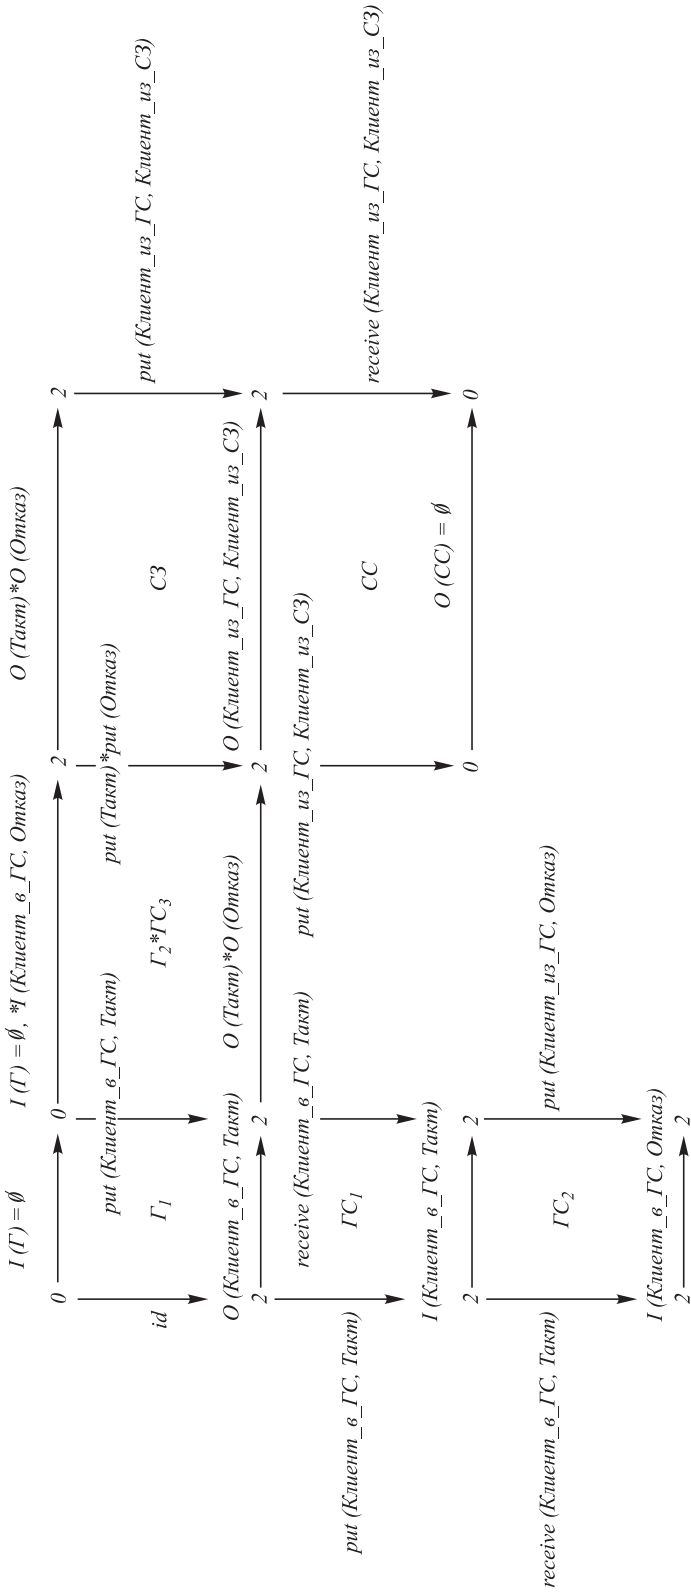 I (Г) = ∅
I (Г) = ∅, *I (Клиент_в_ГС, Отказ)
O (Такт)*O (Отказ)
0
0
2
2
put (Клиент_в_ГС, Такт)
put (Такт)*put (Отказ)
id
Г₁
Г₂*ГС₃
СЗ
put (Клиент_из_ГС, Клиент_из_СЗ)
O (Клиент_в_ГС, Такт)
O (Такт)*O (Отказ)
O (Клиент_из_ГС, Клиент_из_СЗ)
2
2
2
2
receive (Клиент_в_ГС, Такт)
put (Клиент_из_ГС, Клиент_из_СЗ)
put (Клиент_в_ГС, Такт)
ГС₁
СС
receive (Клиент_из_ГС, Клиент_из_СЗ)
I (Клиент_в_ГС, Такт)
O (СС) = ∅
2
2
0
0
receive (Клиент_в_ГС, Такт)
ГС₂
put (Клиент_из_ГС, Отказ)
I (Клиент_в_ГС, Отказ)
2
2